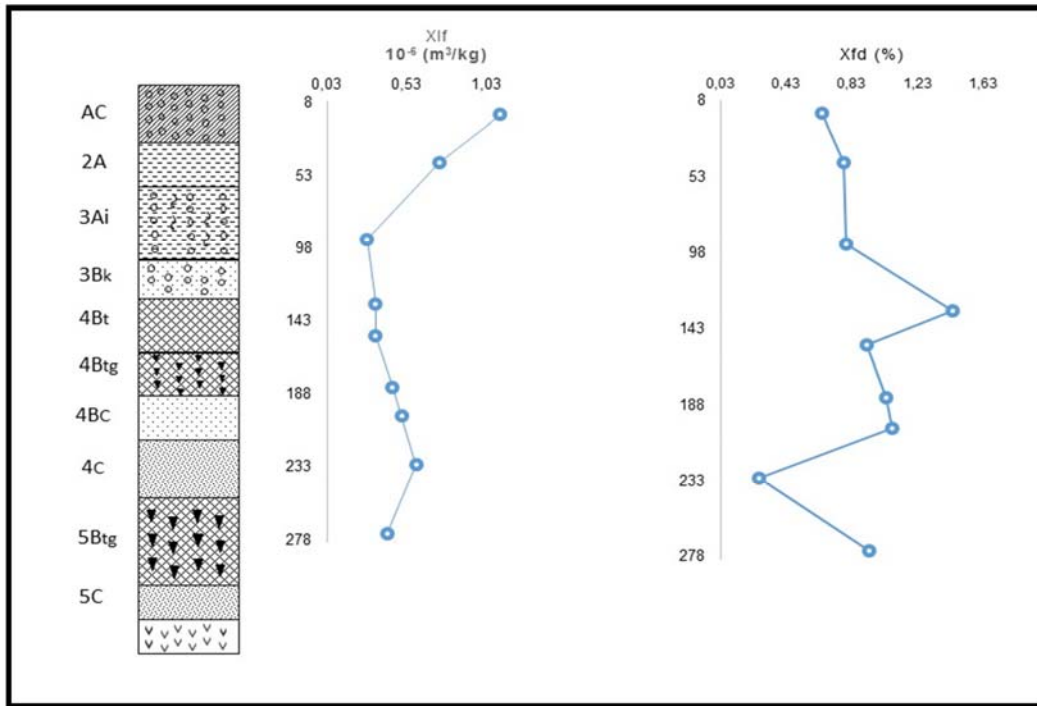 Xlf
10⁻⁶ (m³/kg)
0,03 0,53 1,03
8
53
98
143
188
233
278
Xfd (%)
0,03 0,43 0,83 1,23 1,63
8
53
98
143
188
233
278
AC
2A
3Ai
3Bk
4Bt
4Btg
4BC
4C
5Btg
5C